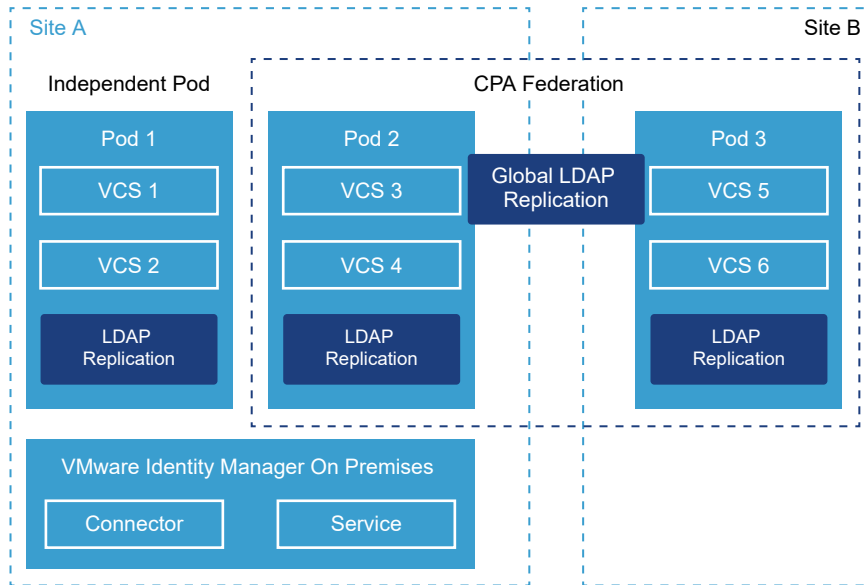 Site A
Site B
Independent Pod
CPA Federation
Pod 1
VCS 1
VCS 2
LDAP
Replication
Pod 2
VCS 3
VCS 4
LDAP
Replication
Global LDAP
Replication
Pod 3
VCS 5
VCS 6
LDAP
Replication
VMware Identity Manager On Premises
Connector
Service